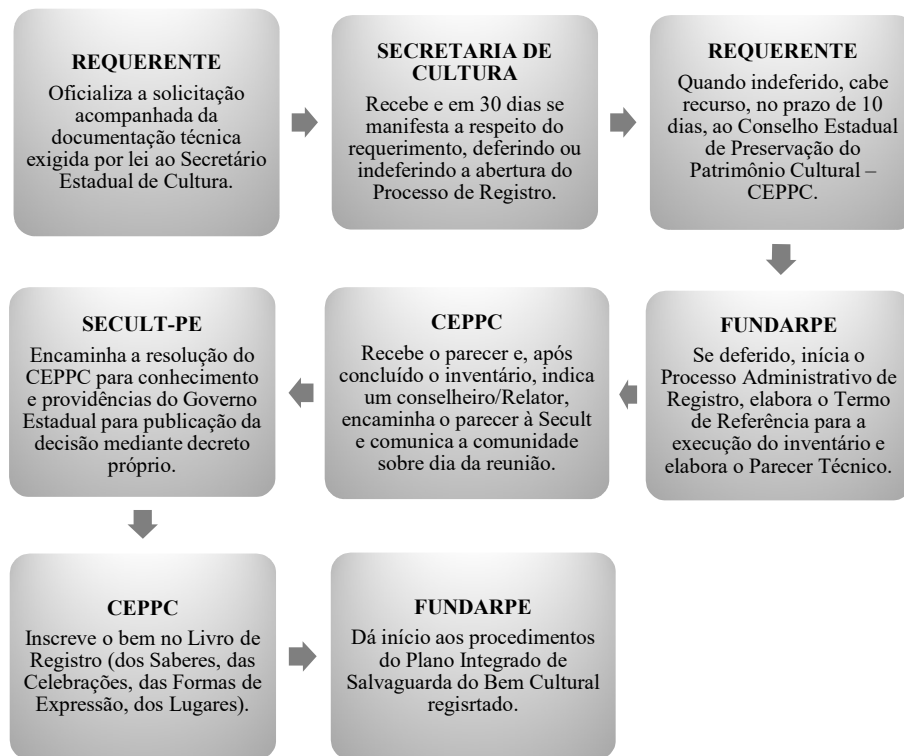 REQUERENTE
Oficializa a solicitação
acompanhada da
documentação técnica
exigida por lei ao Secretário
Estadual de Cultura.
SECRETARIA DE
CULTURA
Recebe e em 30 dias se
manifesta a respeito do
requerimento, deferindo ou
indeferindo a abertura do
Processo de Registro.
REQUERENTE
Quando indeferido, cabe
recurso, no prazo de 10
dias, ao Conselho Estadual
de Preservação do
Patrimônio Cultural –
CEPPC.
FUNDARPE
Se deferido, inícia o
Processo Administrativo de
Registro, elabora o Termo
de Referência para a
execução do inventário e
elabora o Parecer Técnico.
CEPPC
Recebe o parecer e, após
concluído o inventário, indica
um conselheiro/Relator,
encaminha o parecer à Secult
e comunica a comunidade
sobre dia da reunião.
SECULT-PE
Encaminha a resolução do
CEPPC para conhecimento
e providências do Governo
Estadual para publicação da
decisão mediante decreto
próprio.
CEPPC
Inscreve o bem no Livro de
Registro (dos Saberes, das
Celebrações, das Formas de
Expressão, dos Lugares).
FUNDARPE
Dá início aos procedimentos
do Plano Integrado de
Salvaguarda do Bem Cultural
regisrtado.